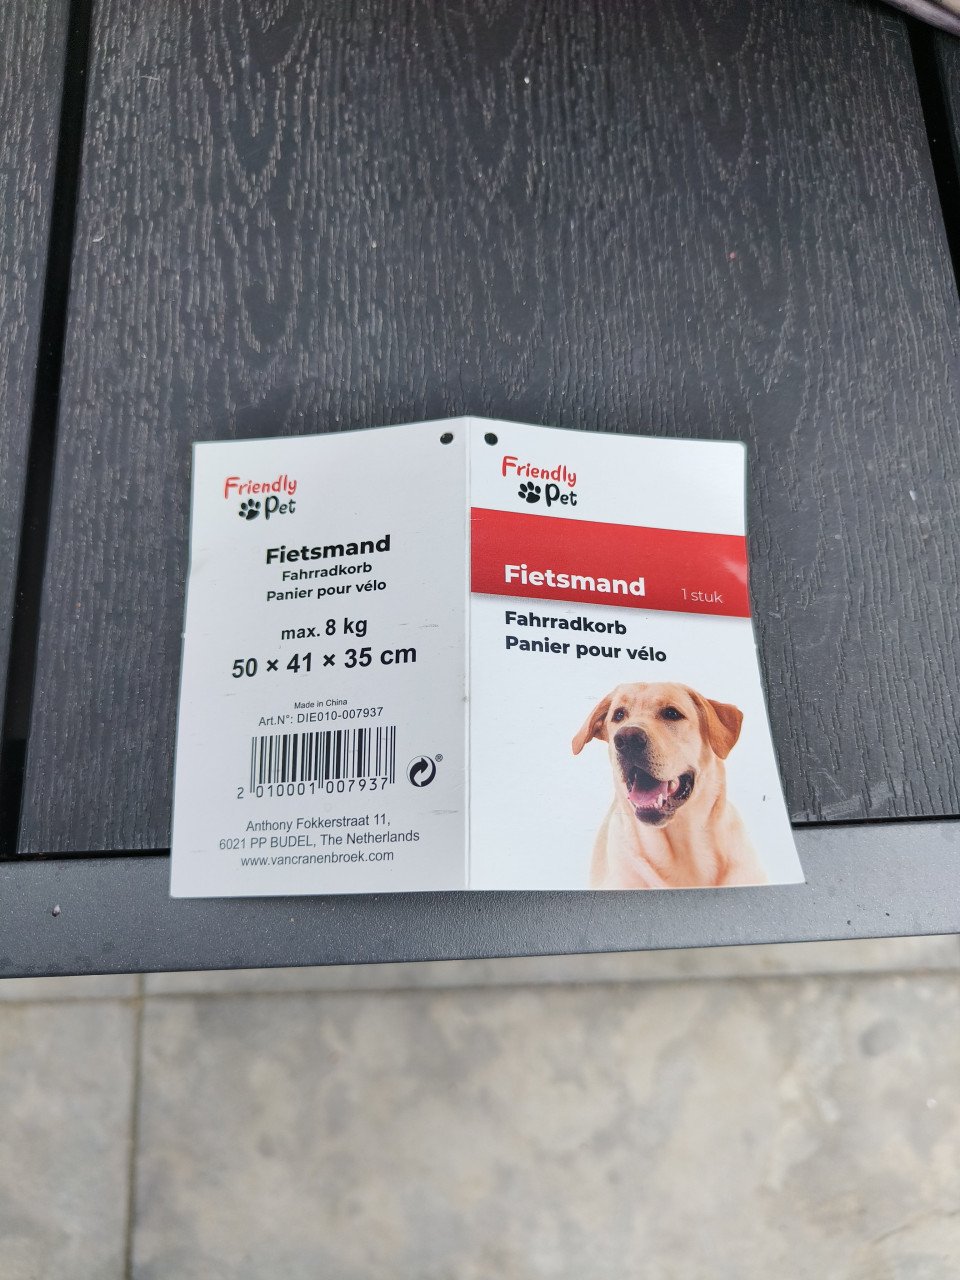 Friendly
Pet
Fietsmand
Fahrradkorb
Panier pour vélo
max. 8 kg
50 × 41 × 35 cm
Made in China
Art.N°: DIE010-007937
2 010001 007937
®
Anthony Fokkerstraat 11,
6021 PP BUDEL, The Netherlands
www.vancranenbroek.com
Friendly
Pet
Fietsmand 1 stuk
Fahrradkorb
Panier pour vélo